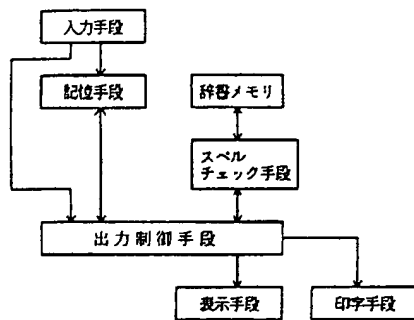 入力手段
記位手段
辞書メモリ
スペル
チェック手段
出力制御手段
表示手段
印字手段